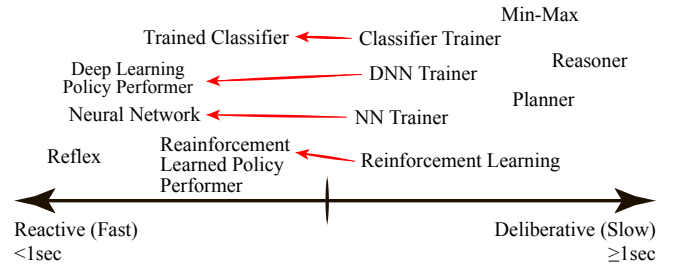 Min-Max
Trained Classifier
Classifier Trainer
Reasoner
Deep Learning
Policy Performer
DNN Trainer
Planner
Neural Network
NN Trainer
Reflex
Reainforcement
Learned Policy
Performer
Reinforcement Learning
Reactive (Fast)
<1sec
Deliberative (Slow)
≥1sec